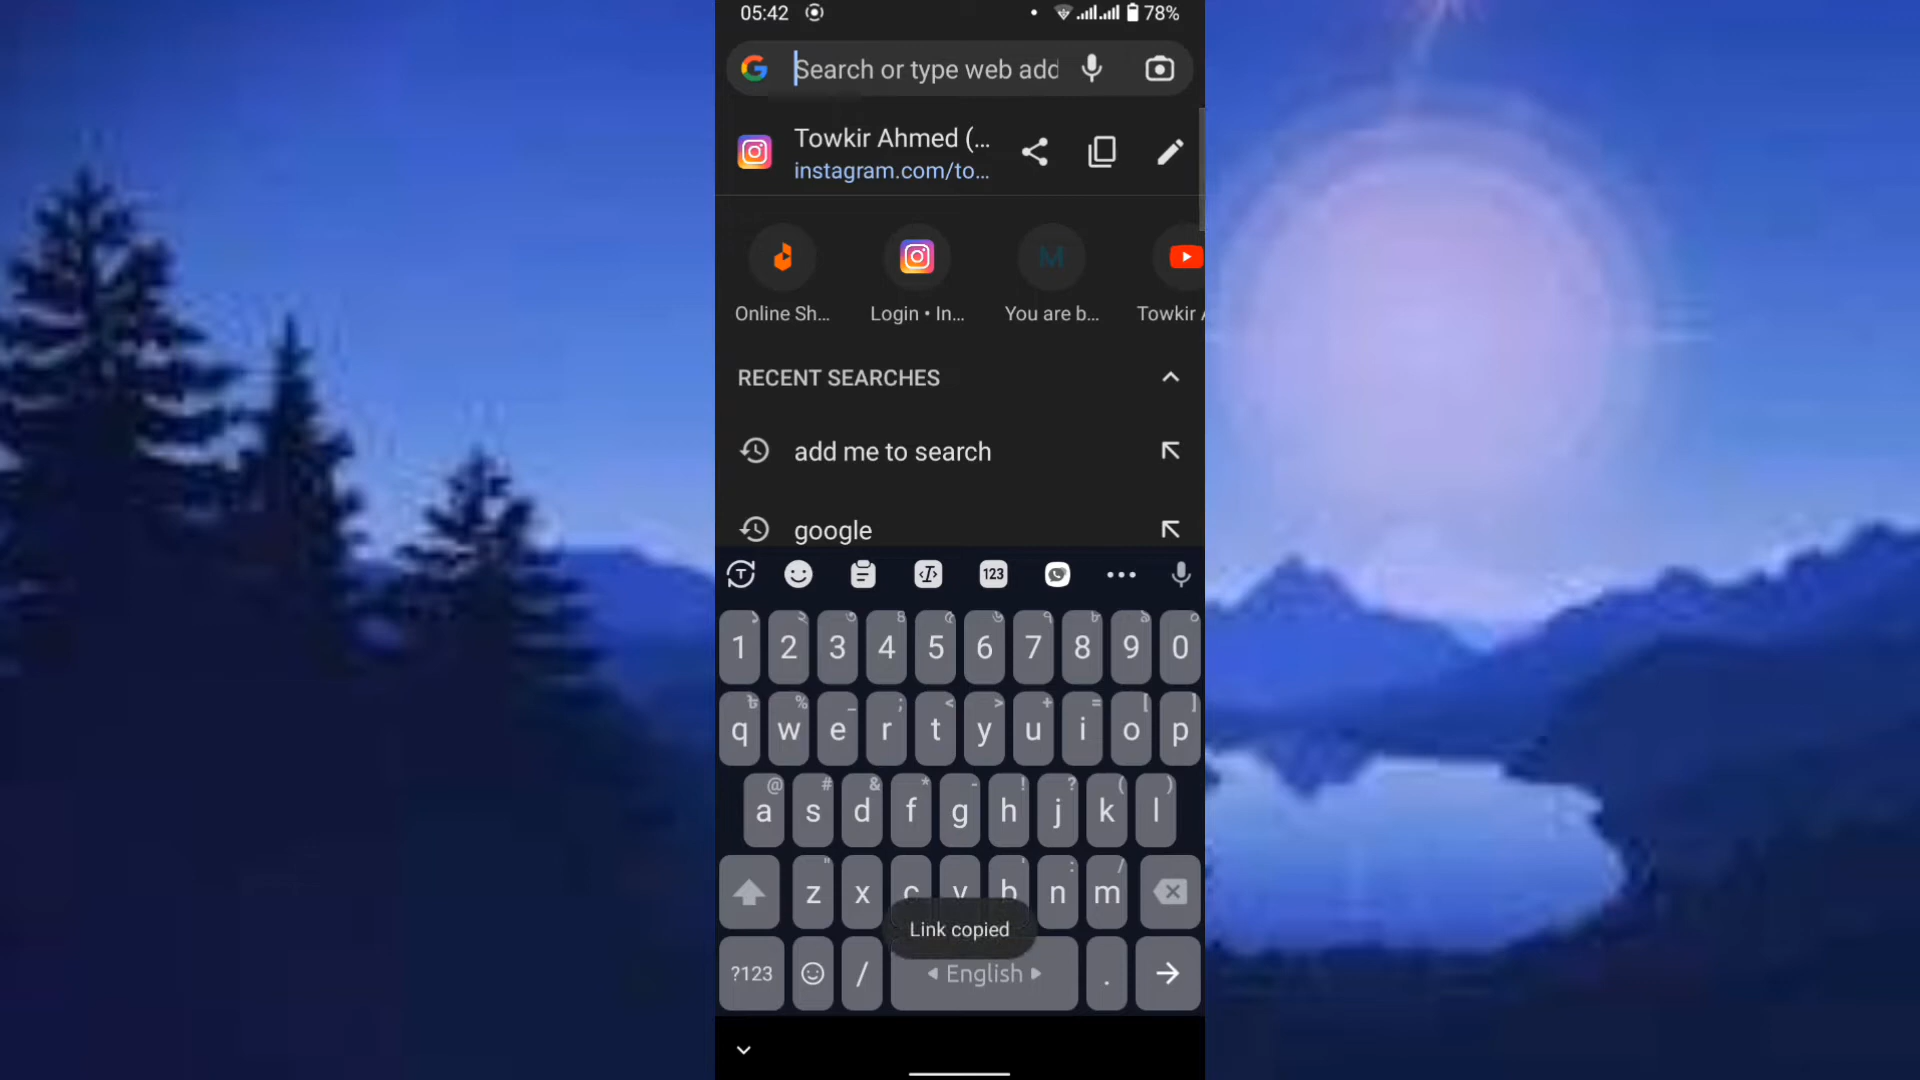 05:42
78%
Search or type web add
Towkir Ahmed (...
instagram.com/to...
Online Sh...
Login • In...
M
You are b...
Towkir
RECENT SEARCHES
add me to search
google
123
1 2 3 4 5 6 7 8 9 0
% _ ; < > + = [ ]
q w e r t y u i o p
@ # & * - ! ? ( )
a s d f g h j k l
" ' : /
z x c v b n m
Link copied
?123 / English .